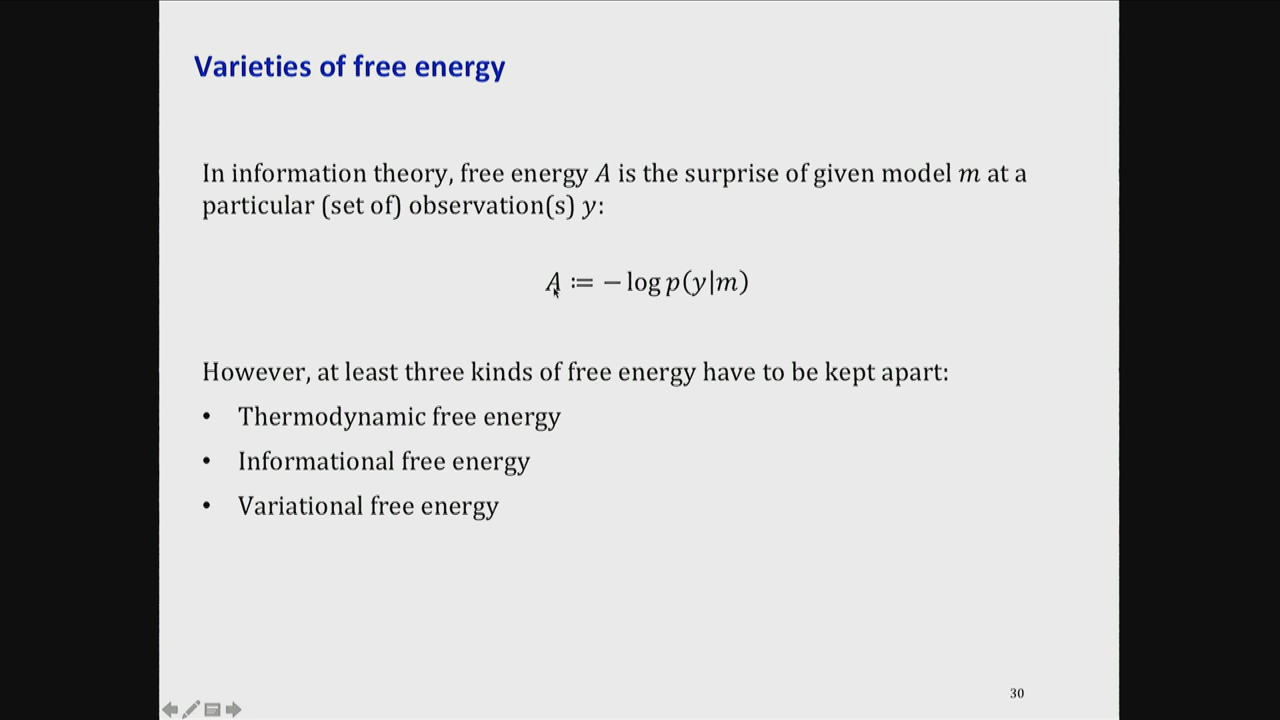 Varieties of free energy
In information theory, free energy A is the surprise of given model m at a
particular (set of) observation(s) y:
A := − log p(y|m)
However, at least three kinds of free energy have to be kept apart:
• Thermodynamic free energy
• Informational free energy
• Variational free energy
30